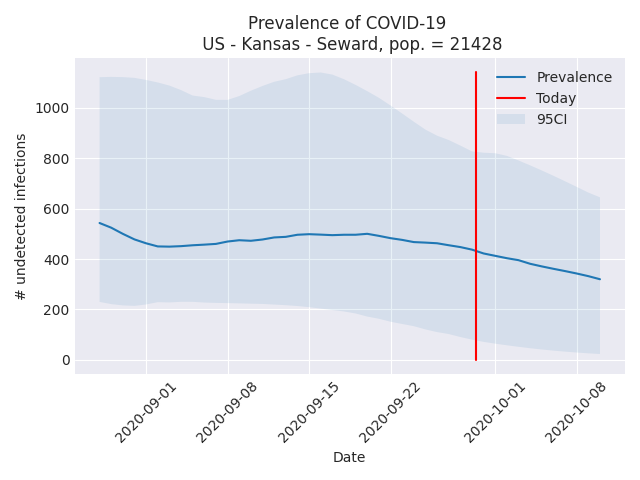 Prevalence of COVID-19
US - Kansas - Seward, pop. = 21428
# undetected infections
1000
800
600
400
200
0
Prevalence
Today
95CI
2020-09-01
2020-09-08
2020-09-15
2020-09-22
2020-10-01
2020-10-08
Date